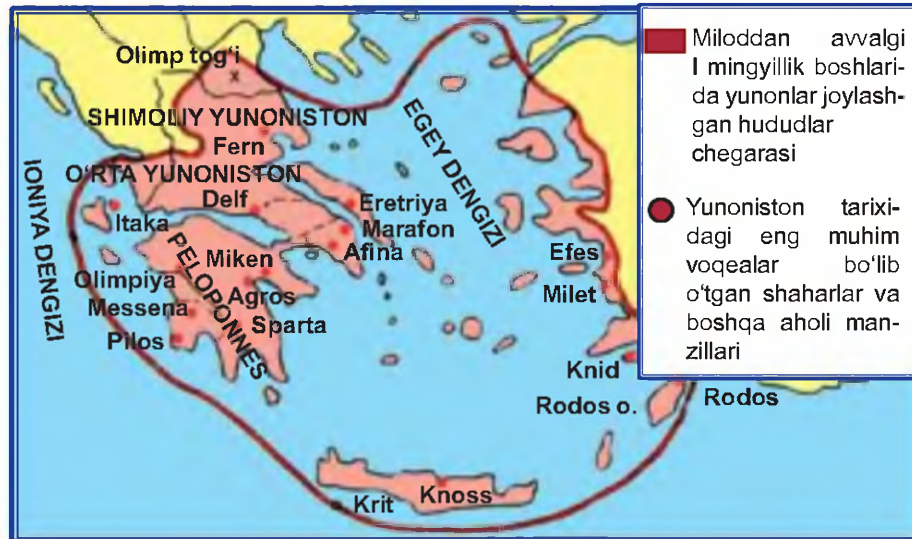 Olimp tog‘i
SHIMOLIY YUNONISTON
Fern
O‘RTA YUNONISTON
Delf
Eretriya
Marafon
Afina
Itaka
IONIYA DENGIZI
EGEY DENGIZI
PELOPONNES
Miken
Olimpiya
Agros
Messena
Sparta
Pilos
Efes
Milet
Knid
Rodos o.
Rodos
Krit
Knoss
Miloddan avvalgi
I mingyillik boshlari-
da yunonlar joylash-
gan hududlar
chegarasi
Yunoniston tarixi-
dagi eng muhim
voqealar bo‘lib
o‘tgan shaharlar va
boshqa aholi man-
zillari